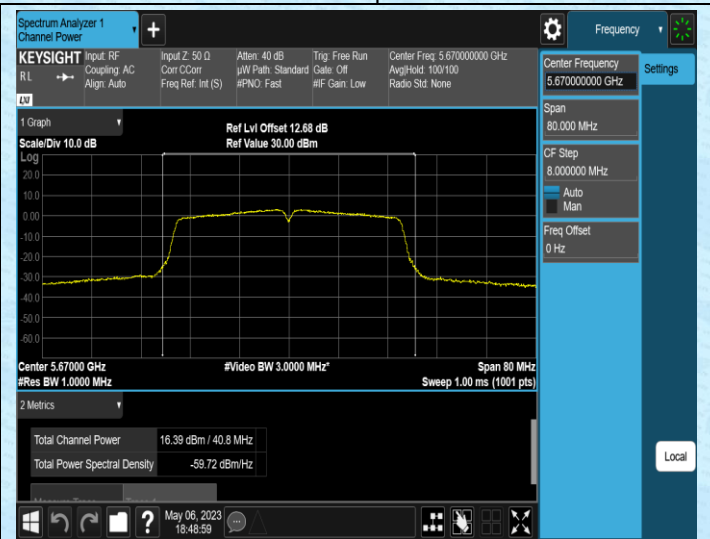 Spectrum Analyzer 1
Channel Power
Frequency
KEYSIGHT
R L
LXI
Input: RF
Coupling: AC
Align: Auto
Input Z: 50 Ω
Corr CCorr
Freq Ref: Int (S)
Atten: 40 dB
µW Path: Standard
#PNO: Fast
Trig: Free Run
Gate: Off
#IF Gain: Low
Center Freq: 5.670000000 GHz
Avg|Hold: 100/100
Radio Std: None
Center Frequency
5.670000000 GHz
Settings
Span
80.000 MHz
CF Step
8.000000 MHz
Auto
Man
Freq Offset
0 Hz
1 Graph
Ref Lvl Offset 12.68 dB
Scale/Div 10.0 dB
Ref Value 30.00 dBm
Log
20.0
10.0
0.00
-10.0
-20.0
-30.0
-40.0
-50.0
-60.0
Center 5.67000 GHz
#Video BW 3.0000 MHz*
Span 80 MHz
#Res BW 1.0000 MHz
Sweep 1.00 ms (1001 pts)
2 Metrics
Total Channel Power
16.39 dBm / 40.8 MHz
Total Power Spectral Density
-59.72 dBm/Hz
Local
?
May 06, 2023
18:48:59